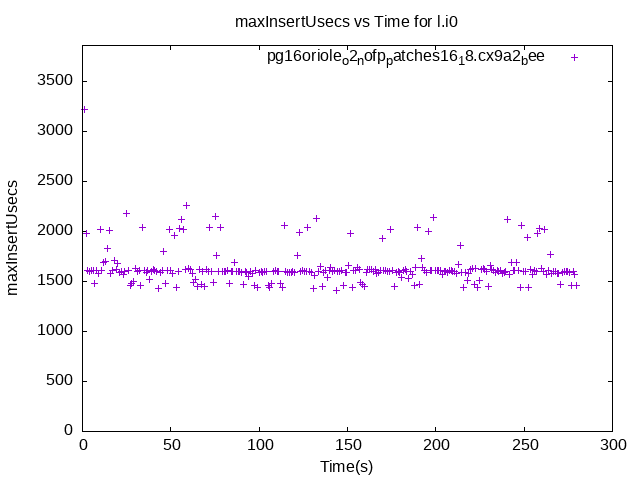 maxInsertUsecs vs Time for l.i0
pg16oriole_o2_nofp_patches16_18.cx9a2_bee
3500
3000
2500
2000
1500
1000
500
0
maxInsertUsecs
0 50 100 150 200 250 300
Time(s)